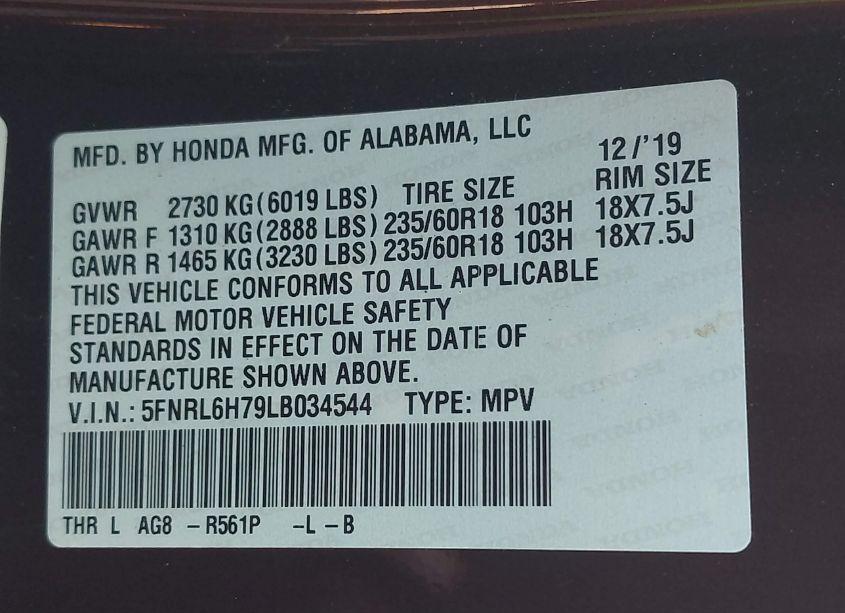 MFD. BY HONDA MFG. OF ALABAMA, LLC 12/'19
GVWR 2730 KG(6019 LBS) TIRE SIZE RIM SIZE
GAWR F 1310 KG(2888 LBS) 235/60R18 103H 18X7.5J
GAWR R 1465 KG(3230 LBS) 235/60R18 103H 18X7.5J
THIS VEHICLE CONFORMS TO ALL APPLICABLE
FEDERAL MOTOR VEHICLE SAFETY
STANDARDS IN EFFECT ON THE DATE OF
MANUFACTURE SHOWN ABOVE.
V.I.N.: 5FNRL6H79LB034544 TYPE: MPV
THR L AG8 -R561P -L-B